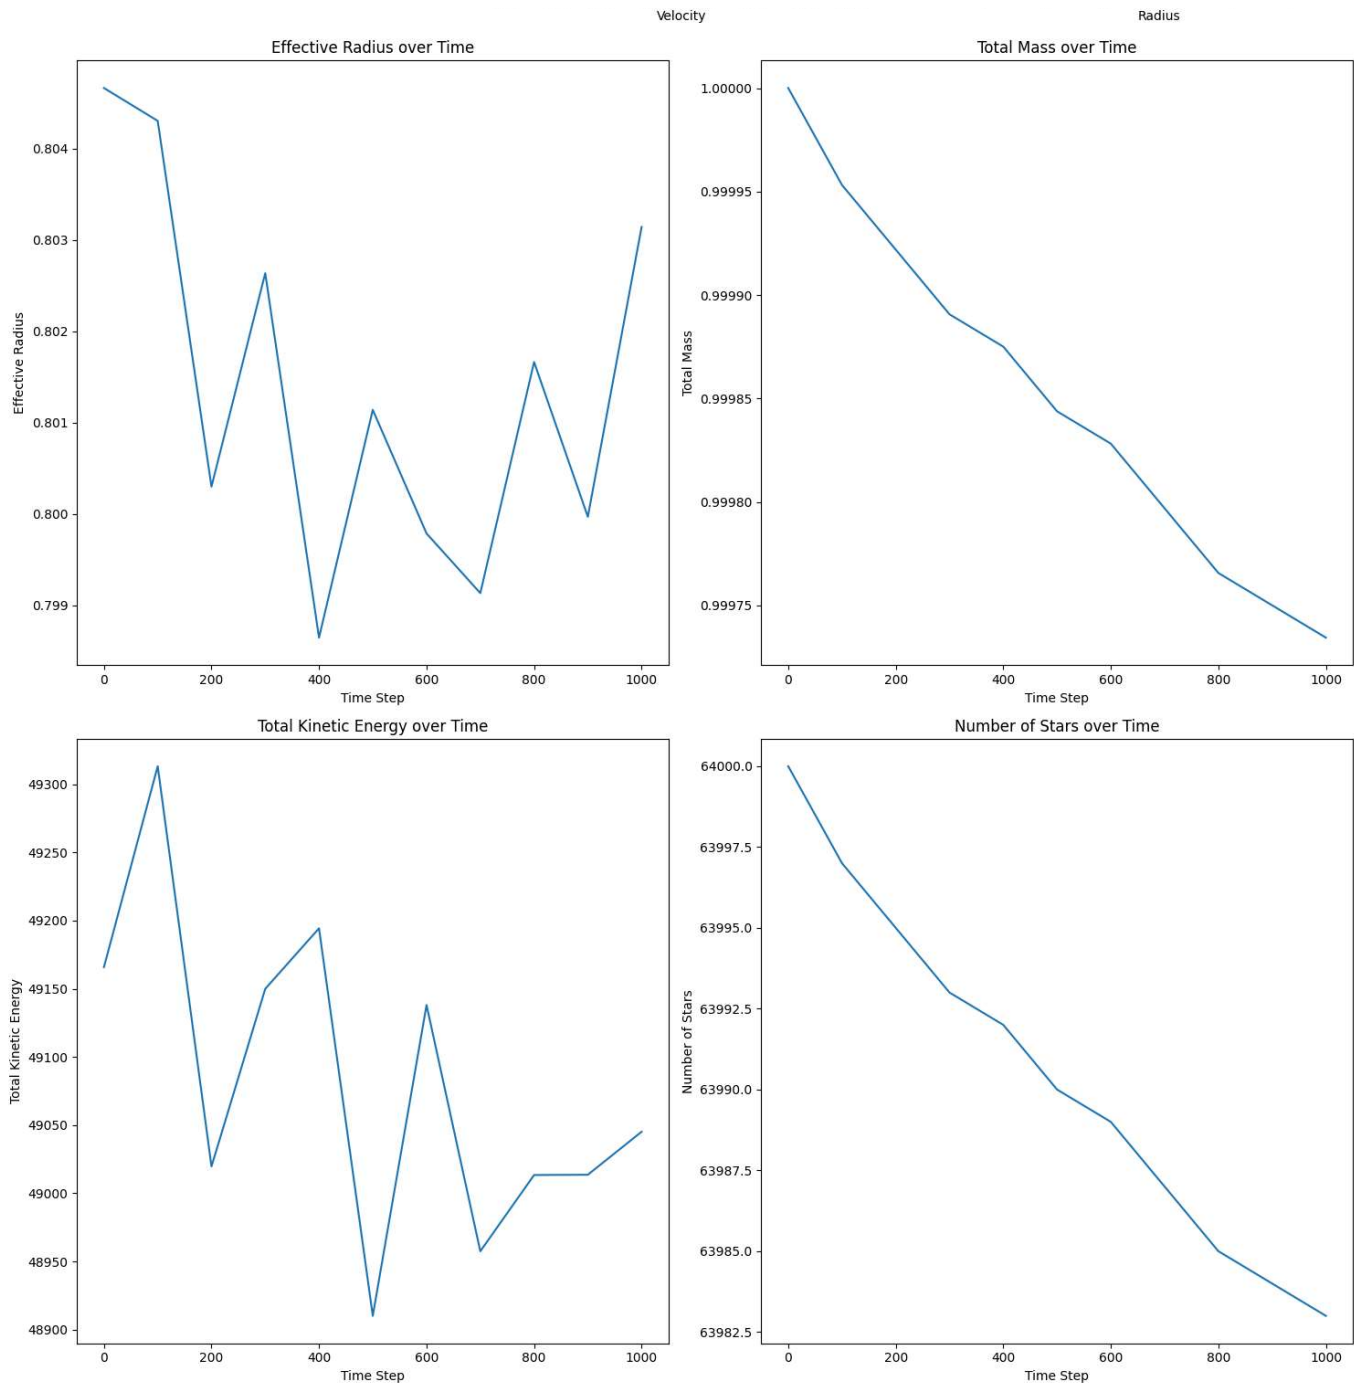 Velocity
Radius
Effective Radius over Time
Effective Radius
0.804
0.803
0.802
0.801
0.800
0.799
0 200 400 600 800 1000
Time Step
Total Mass over Time
Total Mass
1.00000
0.99995
0.99990
0.99985
0.99980
0.99975
0 200 400 600 800 1000
Time Step
Total Kinetic Energy over Time
Total Kinetic Energy
49300
49250
49200
49150
49100
49050
49000
48950
48900
0 200 400 600 800 1000
Time Step
Number of Stars over Time
Number of Stars
64000.0
63997.5
63995.0
63992.5
63990.0
63987.5
63985.0
63982.5
0 200 400 600 800 1000
Time Step